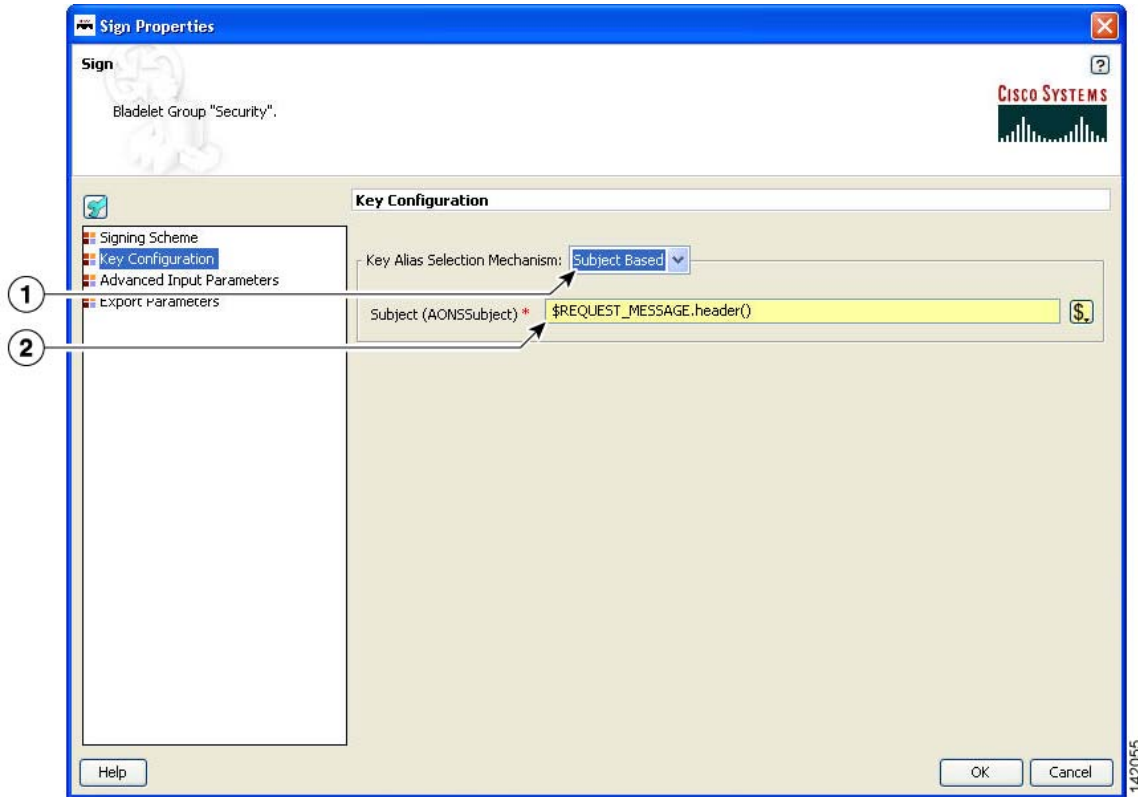 Sign Properties
Sign
?
Bladelet Group "Security".
CISCO SYSTEMS
Key Configuration
Signing Scheme
Key Configuration
Advanced Input Parameters
Export Parameters
Key Alias Selection Mechanism: Subject Based
Subject (AONSSubject) * $REQUEST_MESSAGE.header() $
1
2
Help
OK
Cancel
142055